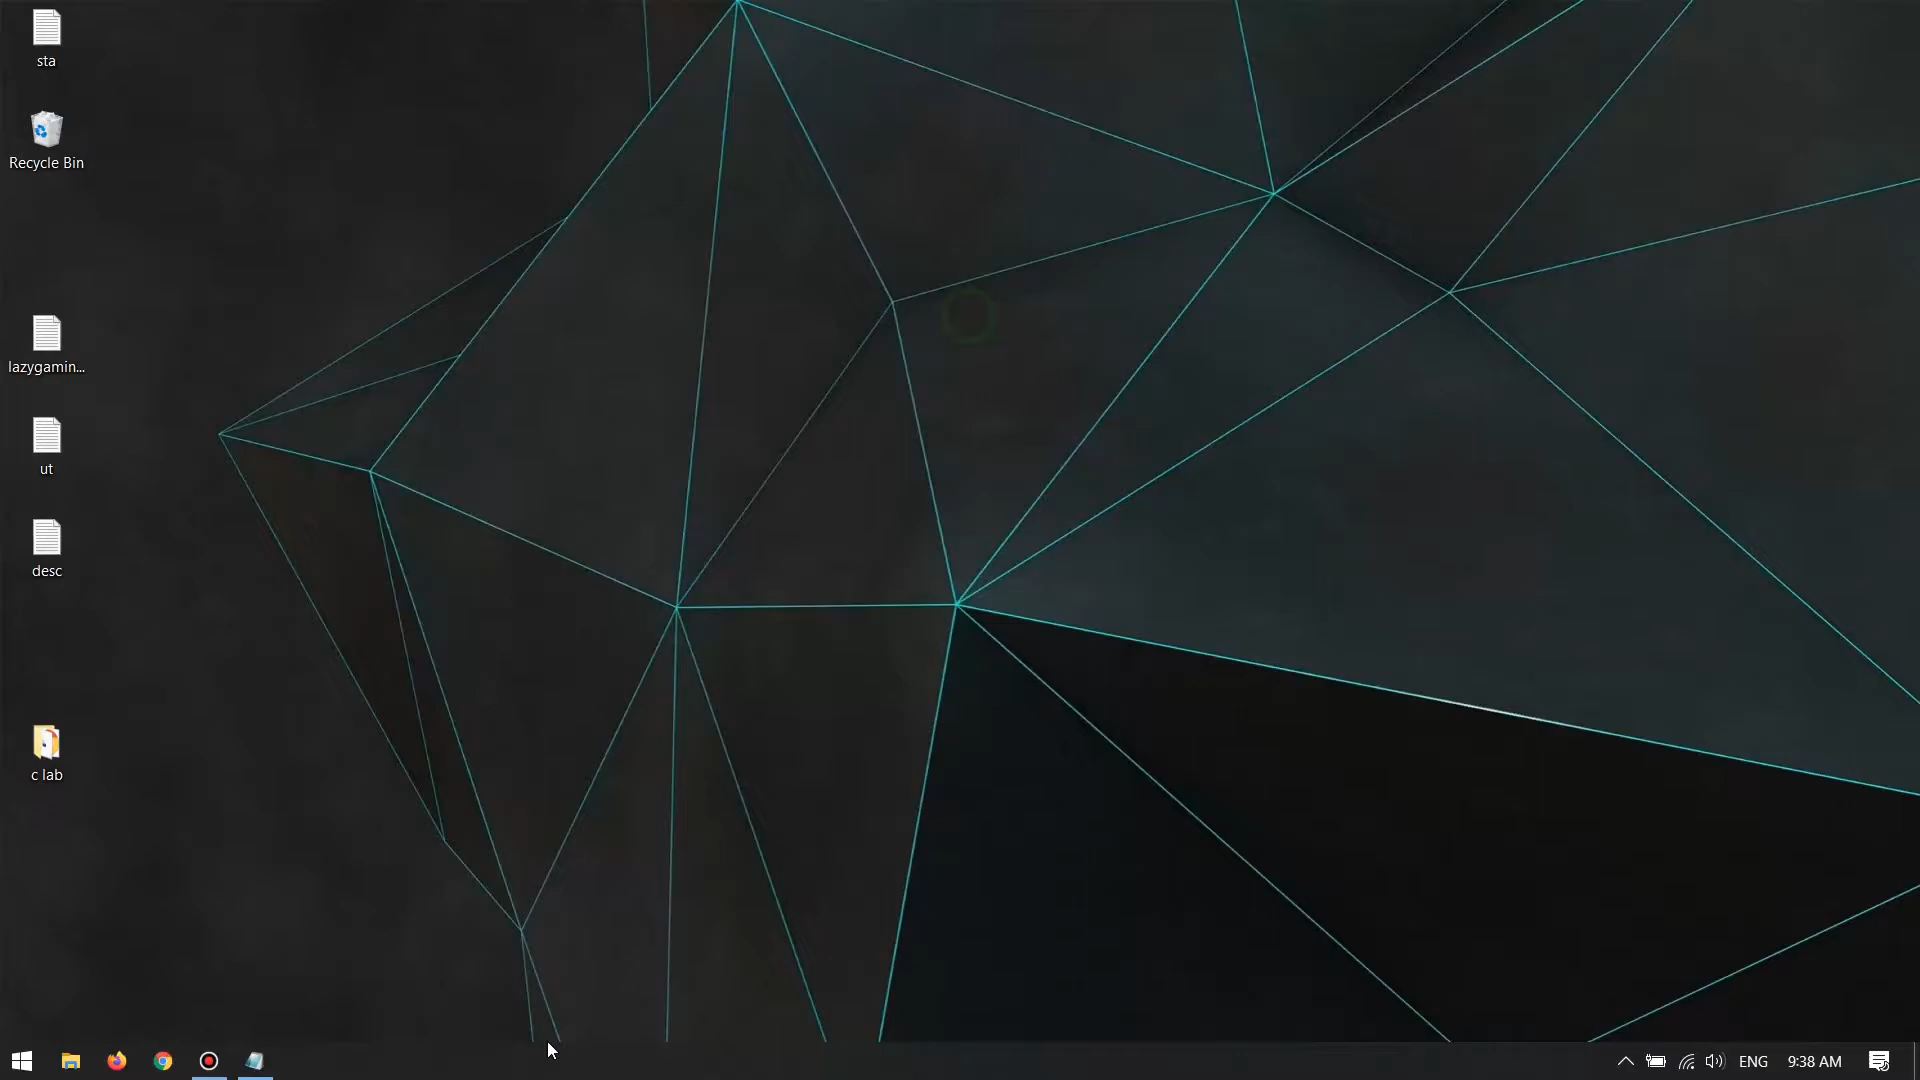 sta
Recycle Bin
lazygamin...
ut
desc
c lab
ENG
9:38 AM